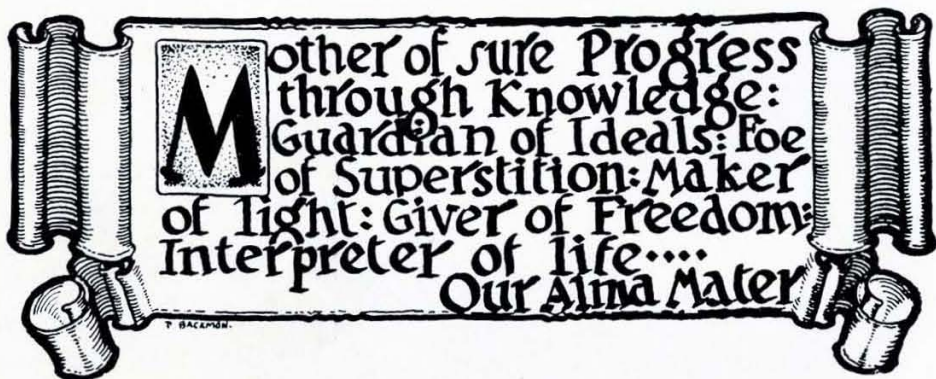 Mother of sure Progress
through Knowledge:
Guardian of Ideals: Foe
of Superstition: Maker
of light: Giver of Freedom:
Interpreter of life....
Our Alma Mater
P BACKMON.